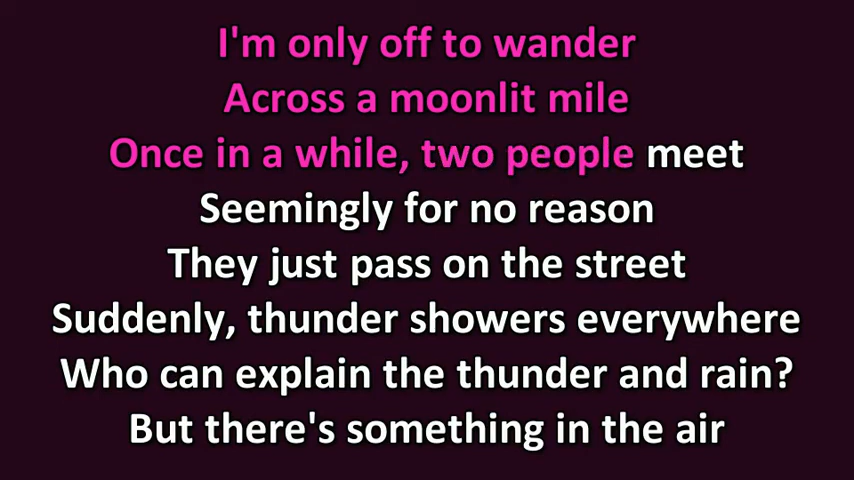 I'm only off to wander
Across a moonlit mile
Once in a while, two people meet
Seemingly for no reason
They just pass on the street
Suddenly, thunder showers everywhere
Who can explain the thunder and rain?
But there's something in the air